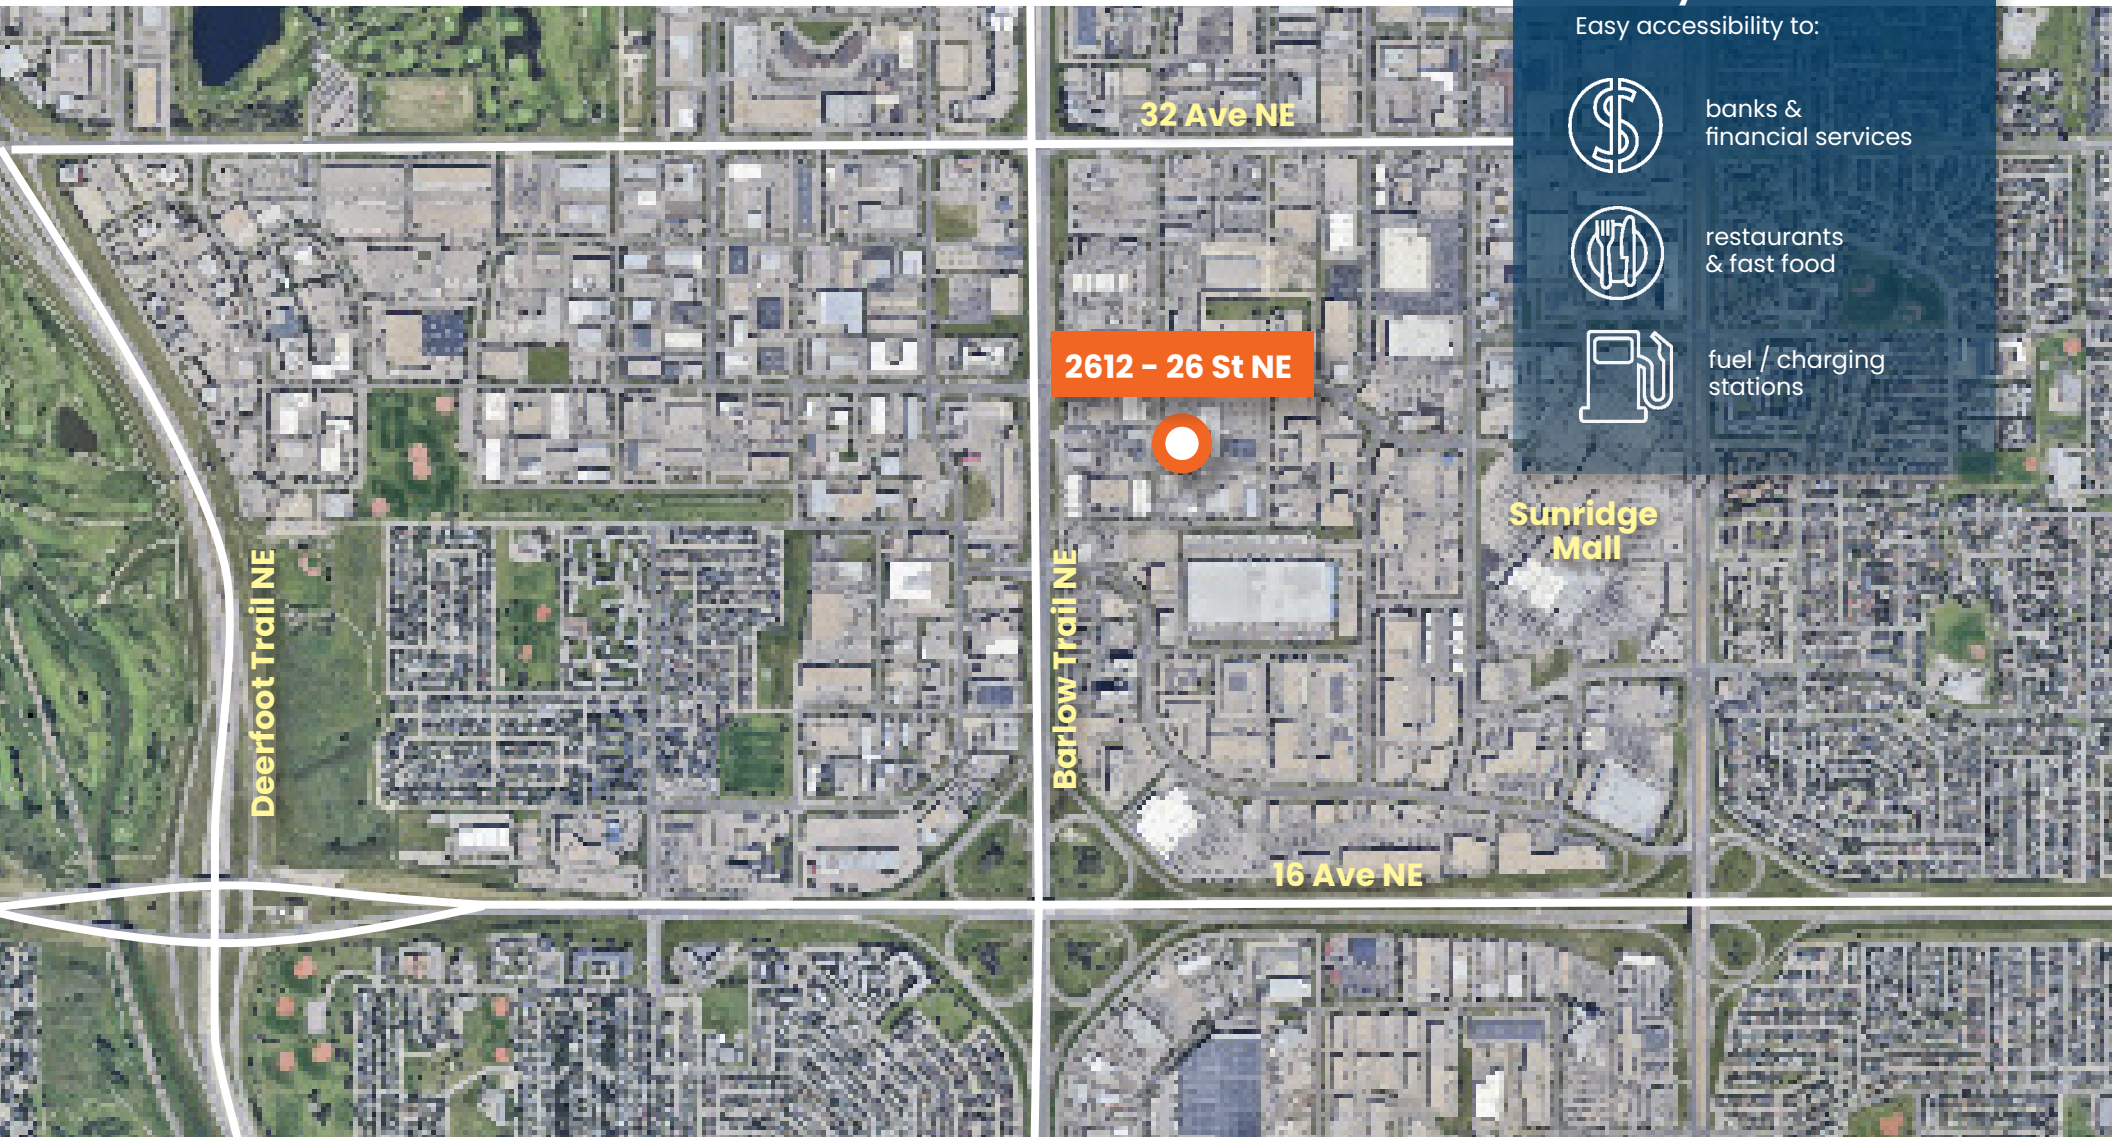 Easy accessibility to:
banks &
financial services
restaurants
& fast food
fuel / charging
stations
32 Ave NE
2612 – 26 St NE
Sunridge
Mall
Deerfoot Trail NE
Barlow Trail NE
16 Ave NE